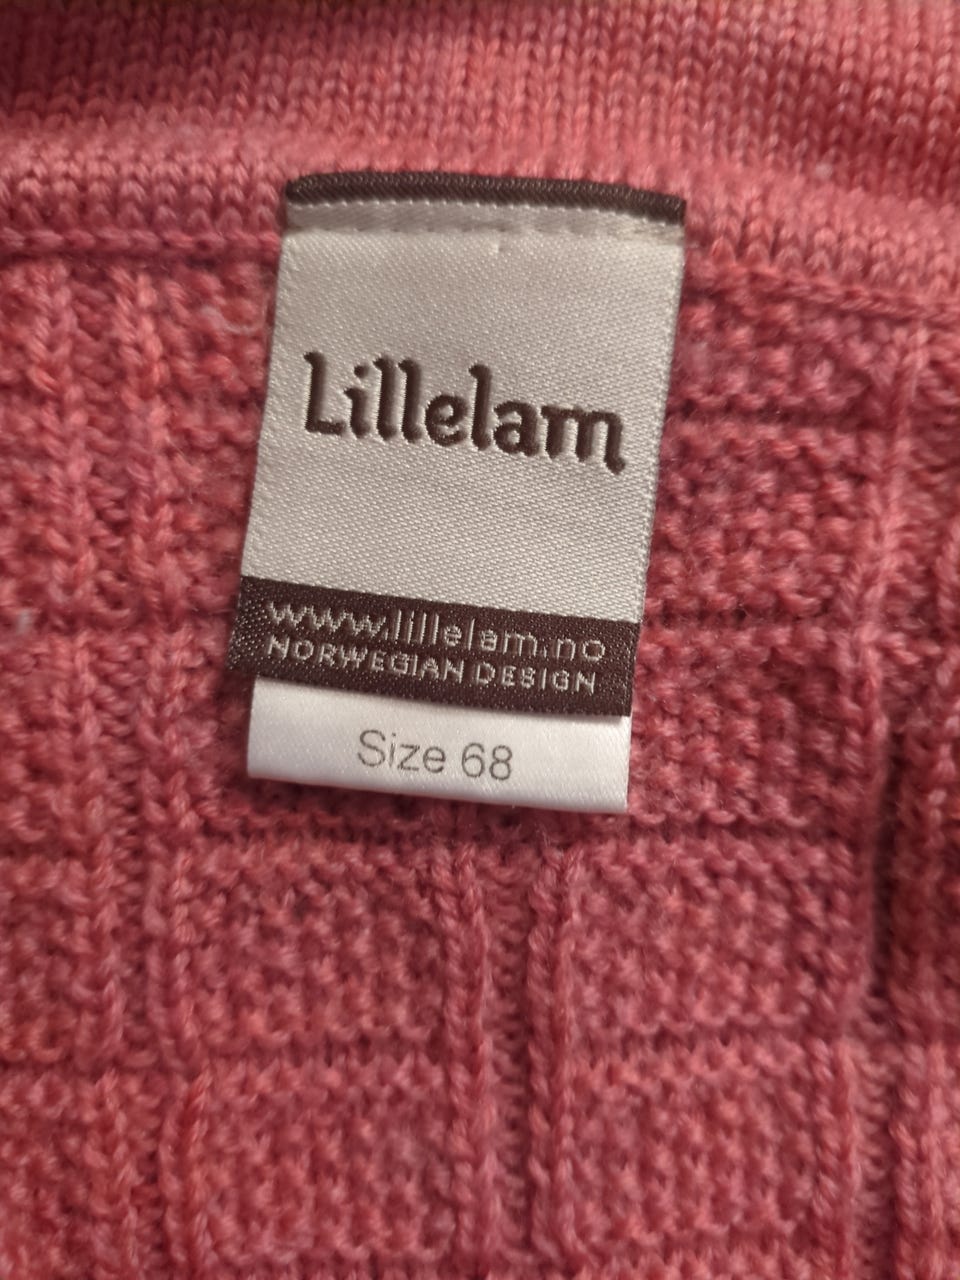 Lillelam
www.lillelam.no
NORWEGIAN DESIGN
Size 68